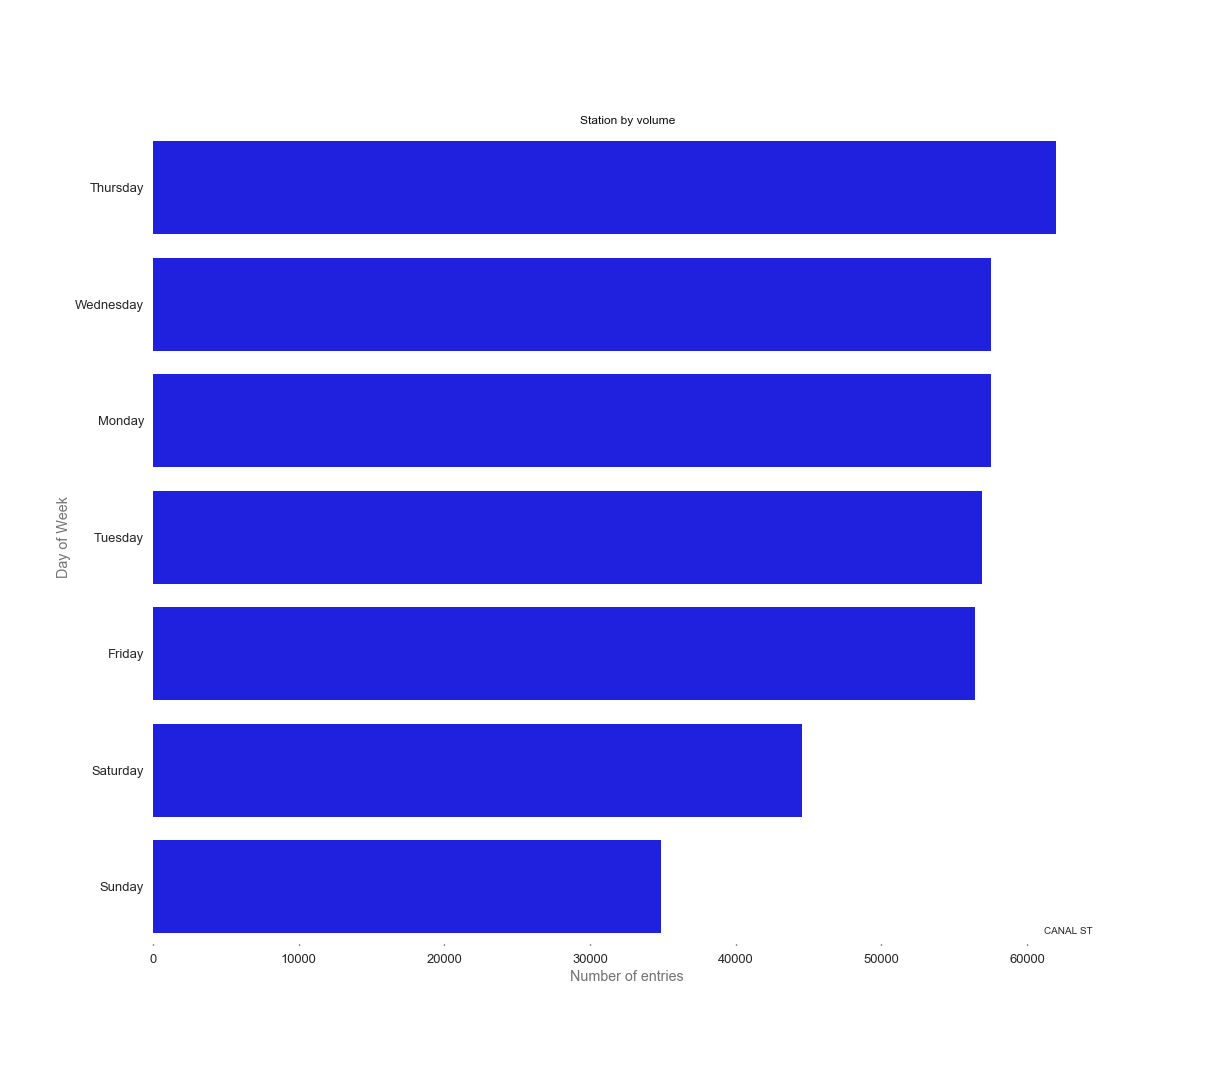 Station by volume
Thursday
Wednesday
Monday
Tuesday
Friday
Saturday
Sunday
Day of Week
CANAL ST
0 10000 20000 30000 40000 50000 60000
Number of entries